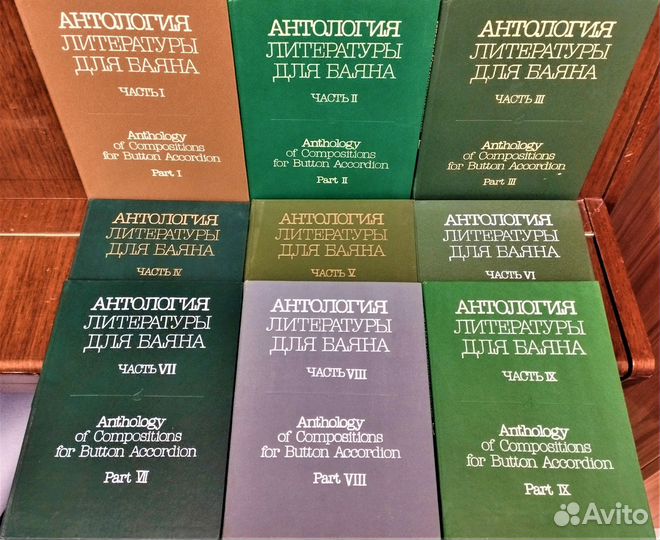 АНТОЛОГИЯ
ЛИТЕРАТУРЫ
ДЛЯ БАЯНА
ЧАСТЬ I
Anthology
of Compositions
for Button Accordion
Part I
АНТОЛОГИЯ
ЛИТЕРАТУРЫ
ДЛЯ БАЯНА
ЧАСТЬ II
Anthology
of Compositions
for Button Accordion
Part II
АНТОЛОГИЯ
ЛИТЕРАТУРЫ
ДЛЯ БАЯНА
ЧАСТЬ III
Anthology
of Compositions
for Button Accordion
Part III
АНТОЛОГИЯ
ЛИТЕРАТУРЫ
ДЛЯ БАЯНА
ЧАСТЬ IV
АНТОЛОГИЯ
ЛИТЕРАТУРЫ
ДЛЯ БАЯНА
ЧАСТЬ V
АНТОЛОГИЯ
ЛИТЕРАТУРЫ
ДЛЯ БАЯНА
ЧАСТЬ VI
АНТОЛОГИЯ
ЛИТЕРАТУРЫ
ДЛЯ БАЯНА
ЧАСТЬ VII
Anthology
of Compositions
for Button Accordion
Part VII
АНТОЛОГИЯ
ЛИТЕРАТУРЫ
ДЛЯ БАЯНА
ЧАСТЬ VIII
Anthology
of Compositions
for Button Accordion
Part VIII
АНТОЛОГИЯ
ЛИТЕРАТУРЫ
ДЛЯ БАЯНА
ЧАСТЬ IX
Anthology
of Compositions
for Button Accordion
Part IX
Avito